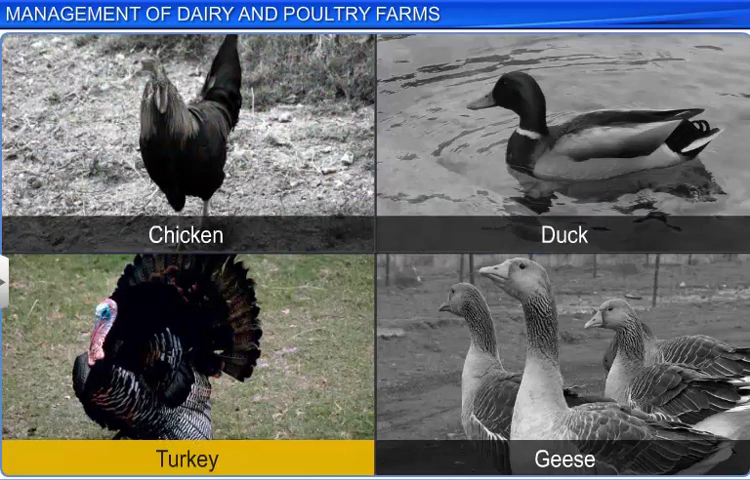 MANAGEMENT OF DAIRY AND POULTRY FARMS
Chicken
Duck
Turkey
Geese